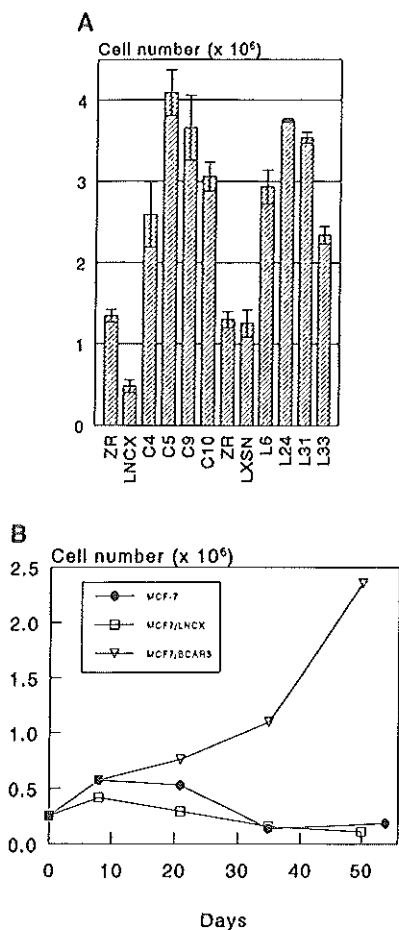 A
Cell number (x 10⁶)
4
3
2
1
0
ZR
LNCX
C4
C5
C9
C10
ZR
LXSN
L6
L24
L31
L33
B
Cell number (x 10⁶)
2.5
2.0
1.5
1.0
0.5
0.0
MCF-7
MCF7/LNCX
MCF7/BCAR3
0 10 20 30 40 50
Days